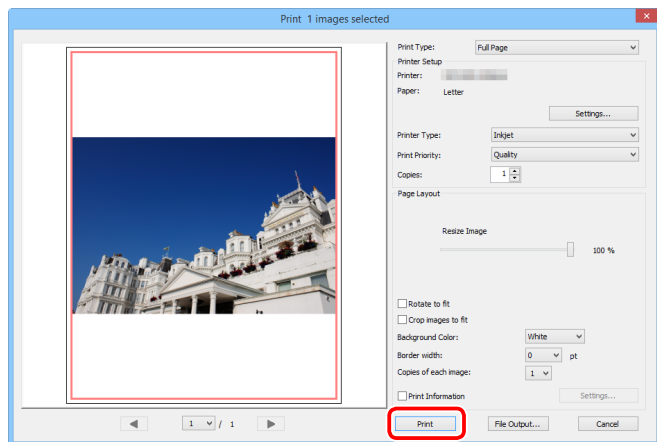 Print 1 images selected
×
Print Type: Full Page
Printer Setup
Printer:
Paper: Letter
Settings...
Printer Type: Inkjet
Print Priority: Quality
Copies: 1
Page Layout
Resize Image
100 %
Rotate to fit
Crop images to fit
Background Color: White
Border width: 0 pt
Copies of each image: 1
Print Information Settings...
1 / 1
Print File Output... Cancel